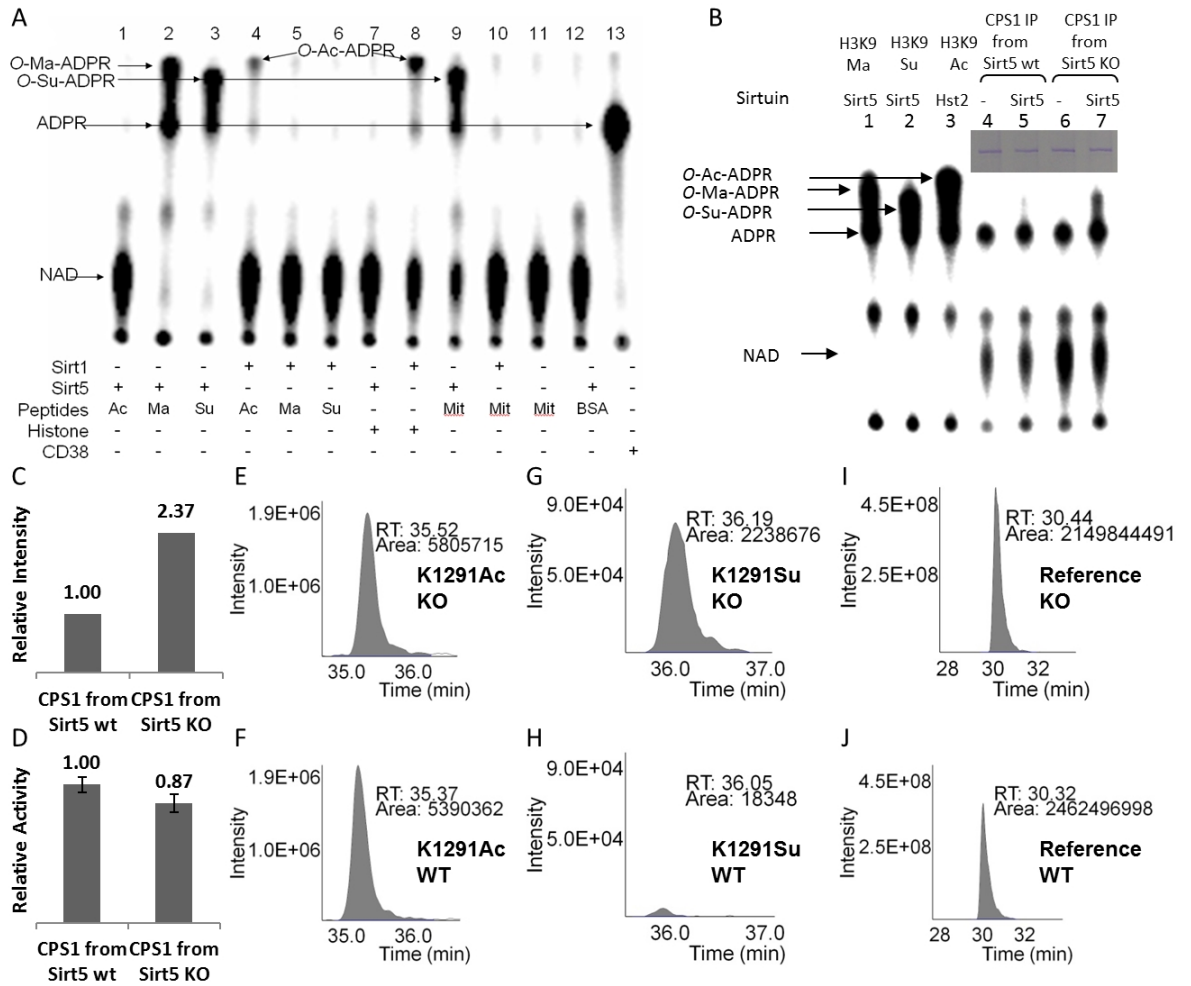 A
1 2 3 4 5 6 7 8 9 10 11 12 13
O-Ma-ADPR
O-Ac-ADPR
O-Su-ADPR
ADPR
NAD
Sirt1 - - - + + + - + - + - - -
Sirt5 + + + - - - + - + - - + -
Peptides Ac Ma Su Ac Ma Su - - Mit Mit Mit BSA -
Histone - - - - - - + + - - - - -
CD38 - - - - - - - - - - - - +
B
H3K9 H3K9 H3K9
Ma Su Ac
CPS1 IP
from
Sirt5 wt
CPS1 IP
from
Sirt5 KO
Sirtuin Sirt5 Sirt5 Hst2 - Sirt5 - Sirt5
1 2 3 4 5 6 7
O-Ac-ADPR
O-Ma-ADPR
O-Su-ADPR
ADPR
NAD
C
Relative Intensity
1.00
2.37
CPS1 from
Sirt5 wt
CPS1 from
Sirt5 KO
D
Relative Activity
1.00
0.87
CPS1 from
Sirt5 wt
CPS1 from
Sirt5 KO
E
Intensity
1.9E+06
1.0E+06
RT: 35.52
Area: 5805715
K1291Ac
KO
35.0 36.0
Time (min)
F
Intensity
1.9E+06
1.0E+06
RT: 35.37
Area: 5390362
K1291Ac
WT
35.0 36.0
Time (min)
G
Intensity
9.0E+04
5.0E+04
RT: 36.19
Area: 2238676
K1291Su
KO
36.0 37.0
Time (min)
H
Intensity
9.0E+04
5.0E+04
RT: 36.05
Area: 18348
K1291Su
WT
36.0 37.0
Time (min)
I
Intensity
4.5E+08
2.5E+08
RT: 30.44
Area: 2149844491
Reference
KO
28 30 32
Time (min)
J
Intensity
4.5E+08
2.5E+08
RT: 30.32
Area: 2462496998
Reference
WT
28 30 32
Time (min)